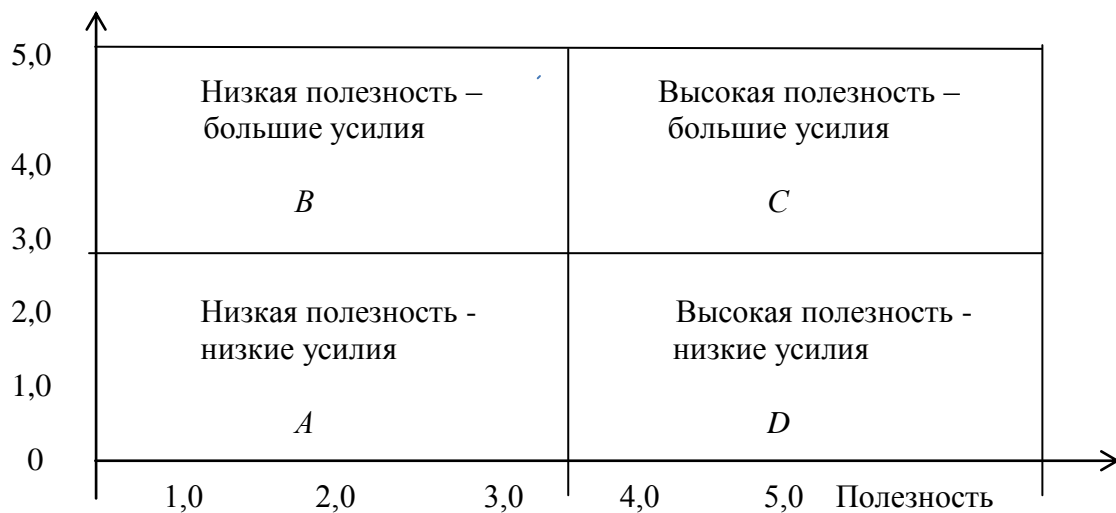 5,0
Низкая полезность – Высокая полезность –
большие усилия большие усилия
4,0
B C
3,0
2,0 Низкая полезность - Высокая полезность -
низкие усилия низкие усилия
1,0
A D
0
1,0 2,0 3,0 4,0 5,0 Полезность